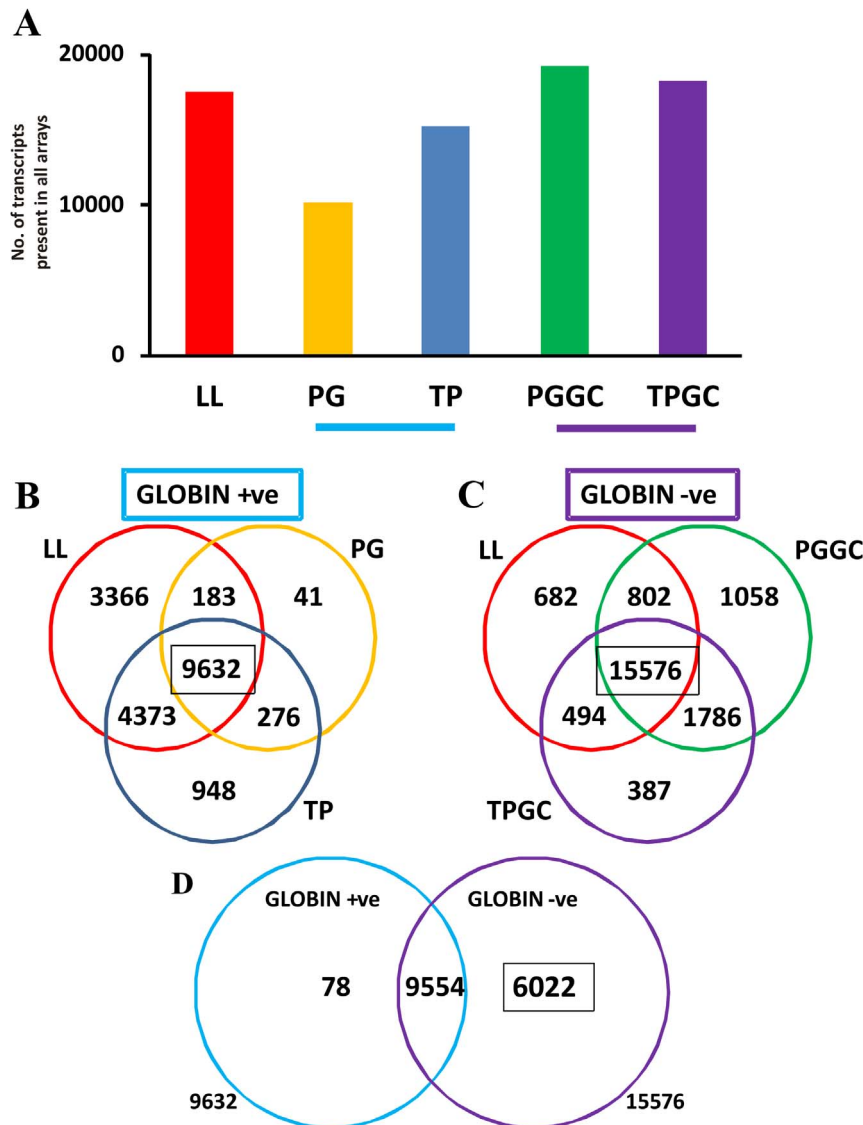 A
No. of transcripts
present in all arrays
20000
10000
0
LL PG TP PGGC TPGC
B
GLOBIN +ve
LL
PG
3366
183
41
9632
4373
276
948
TP
C
GLOBIN -ve
LL
PGGC
682
802
1058
15576
494
1786
387
TPGC
D
GLOBIN +ve
GLOBIN -ve
78
9554
6022
9632
15576